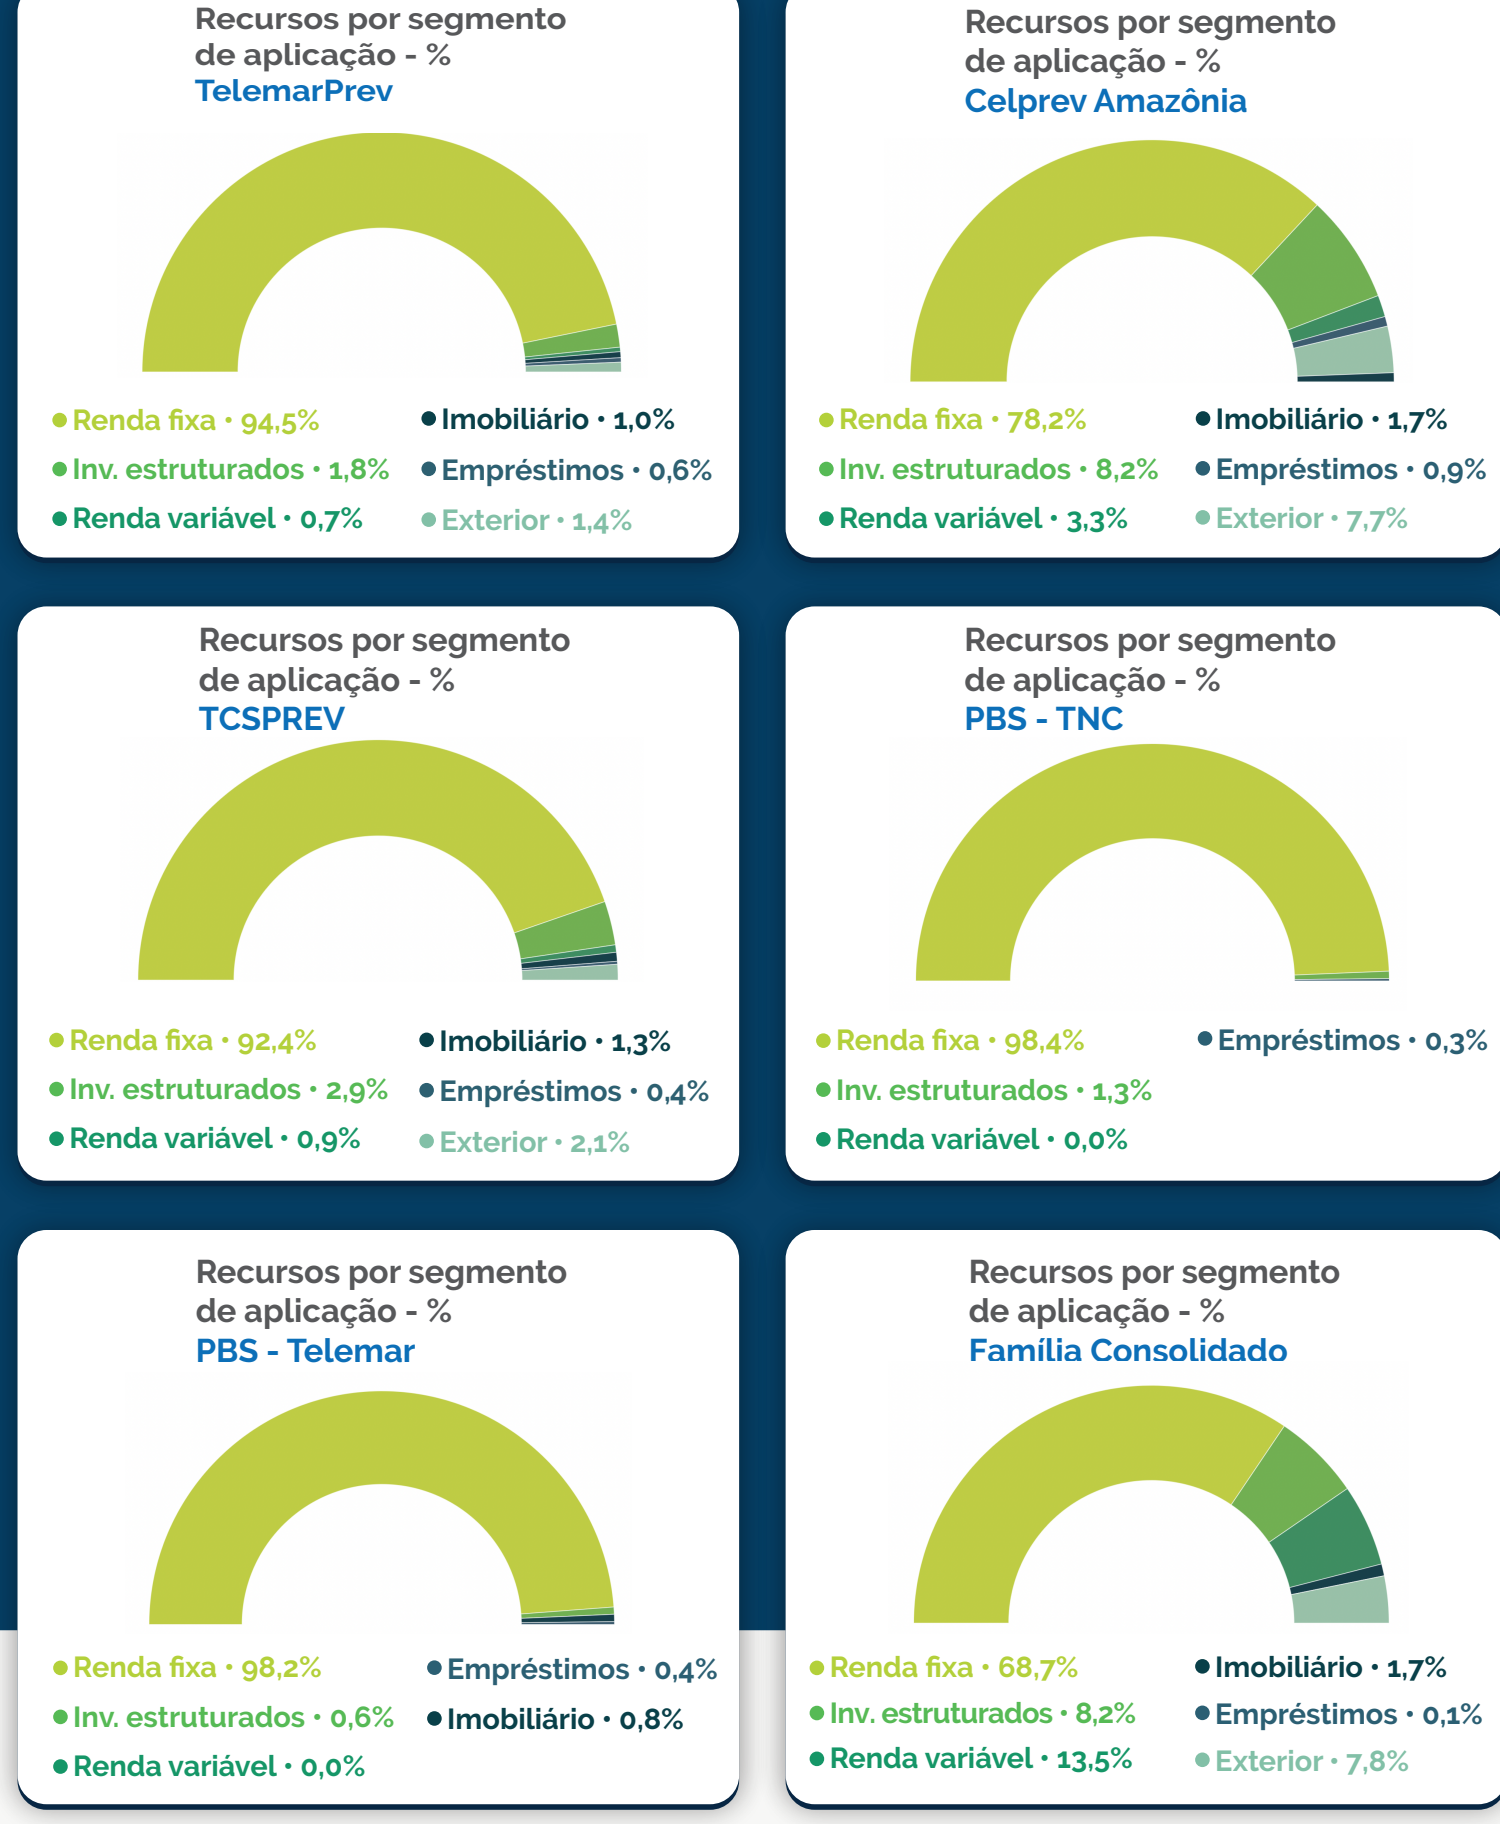 Recursos por segmento
de aplicação - %
TelemarPrev
Renda fixa • 94,5%
Inv. estruturados • 1,8%
Renda variável • 0,7%
Imobiliário • 1,0%
Empréstimos • 0,6%
Exterior • 1,4%
Recursos por segmento
de aplicação - %
Celprev Amazônia
Renda fixa • 78,2%
Inv. estruturados • 8,2%
Renda variável • 3,3%
Imobiliário • 1,7%
Empréstimos • 0,9%
Exterior • 7,7%
Recursos por segmento
de aplicação - %
TCSPREV
Renda fixa • 92,4%
Inv. estruturados • 2,9%
Renda variável • 0,9%
Imobiliário • 1,3%
Empréstimos • 0,4%
Exterior • 2,1%
Recursos por segmento
de aplicação - %
PBS - TNC
Renda fixa • 98,4%
Inv. estruturados • 1,3%
Renda variável • 0,0%
Empréstimos • 0,3%
Recursos por segmento
de aplicação - %
PBS - Telemar
Renda fixa • 98,2%
Inv. estruturados • 0,6%
Renda variável • 0,0%
Empréstimos • 0,4%
Imobiliário • 0,8%
Recursos por segmento
de aplicação - %
Família Consolidado
Renda fixa • 68,7%
Inv. estruturados • 8,2%
Renda variável • 13,5%
Imobiliário • 1,7%
Empréstimos • 0,1%
Exterior • 7,8%